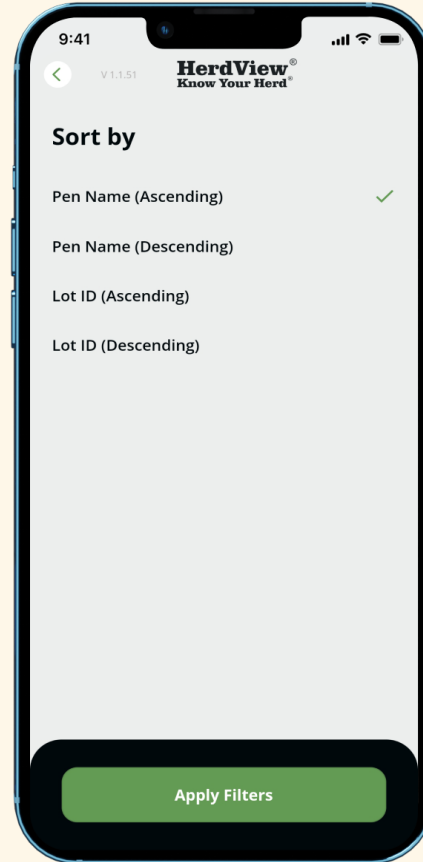 9:41
V 1.1.51
HerdView®
Know Your Herd®
Sort by
Pen Name (Ascending)
Pen Name (Descending)
Lot ID (Ascending)
Lot ID (Descending)
Apply Filters